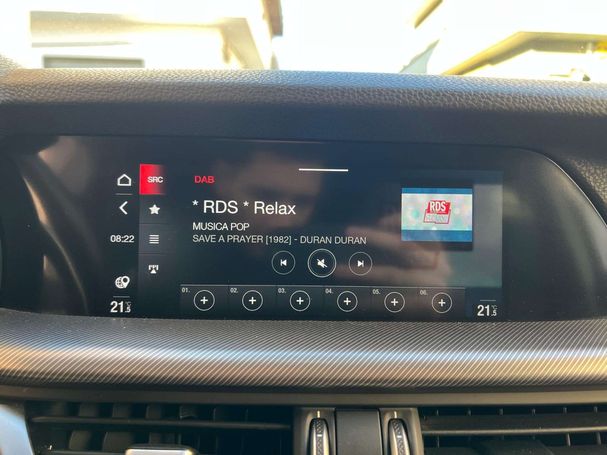 SRC
DAB
* RDS * Relax
RDS
MUSICA POP
SAVE A PRAYER [1982] - DURAN DURAN
08:22
01. 02. 03. 04. 05. 06.
21.5°C
21.5°C